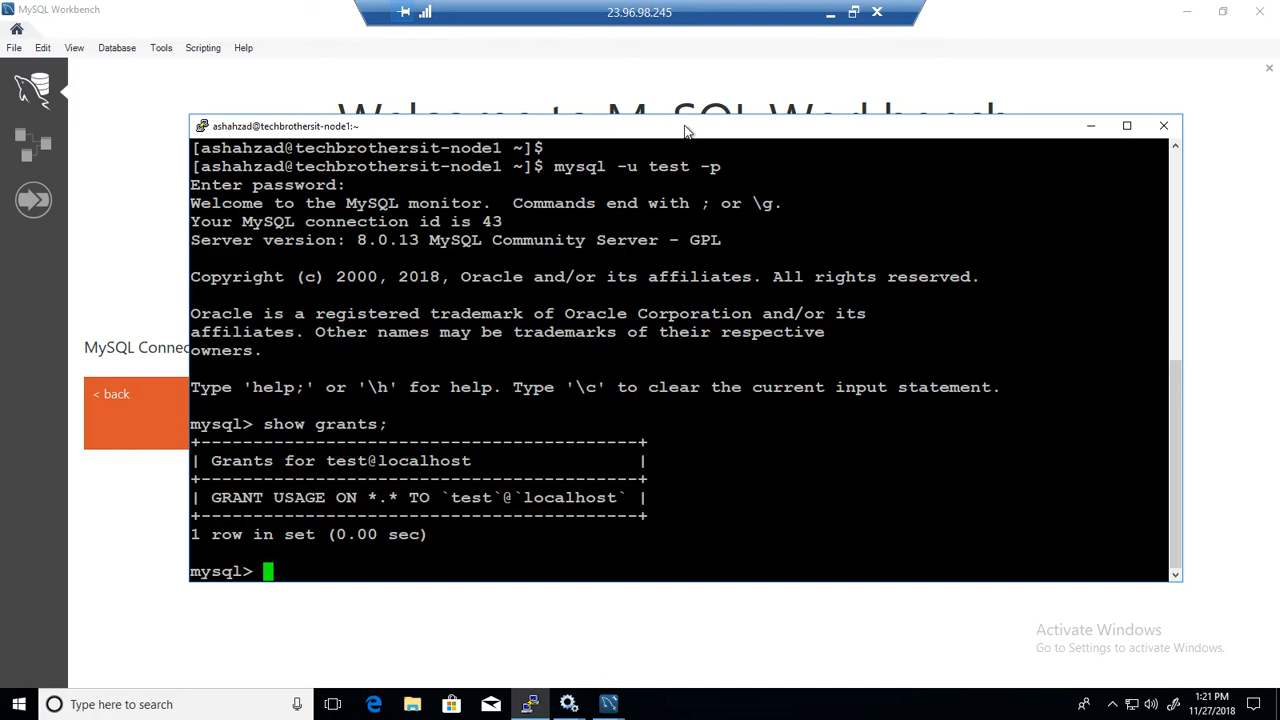 MySQL Workbench
23.96.98.245
File Edit View Database Tools Scripting Help
Welcome to MySQL Workbench
ashahzad@techbrothersit-node1:~
[ashahzad@techbrothersit-node1 ~]$
[ashahzad@techbrothersit-node1 ~]$ mysql -u test -p
Enter password:
Welcome to the MySQL monitor.  Commands end with ; or \g.
Your MySQL connection id is 43
Server version: 8.0.13 MySQL Community Server - GPL
Copyright (c) 2000, 2018, Oracle and/or its affiliates. All rights reserved.
Oracle is a registered trademark of Oracle Corporation and/or its
affiliates. Other names may be trademarks of their respective
owners.
MySQL Connec
Type 'help;' or '\h' for help. Type '\c' to clear the current input statement.
< back
mysql> show grants;
+-------------------------------------------+
| Grants for test@localhost                 |
+-------------------------------------------+
| GRANT USAGE ON *.* TO `test`@`localhost` |
+-------------------------------------------+
1 row in set (0.00 sec)
mysql>
Activate Windows
Go to Settings to activate Windows.
Type here to search
1:21 PM
11/27/2018